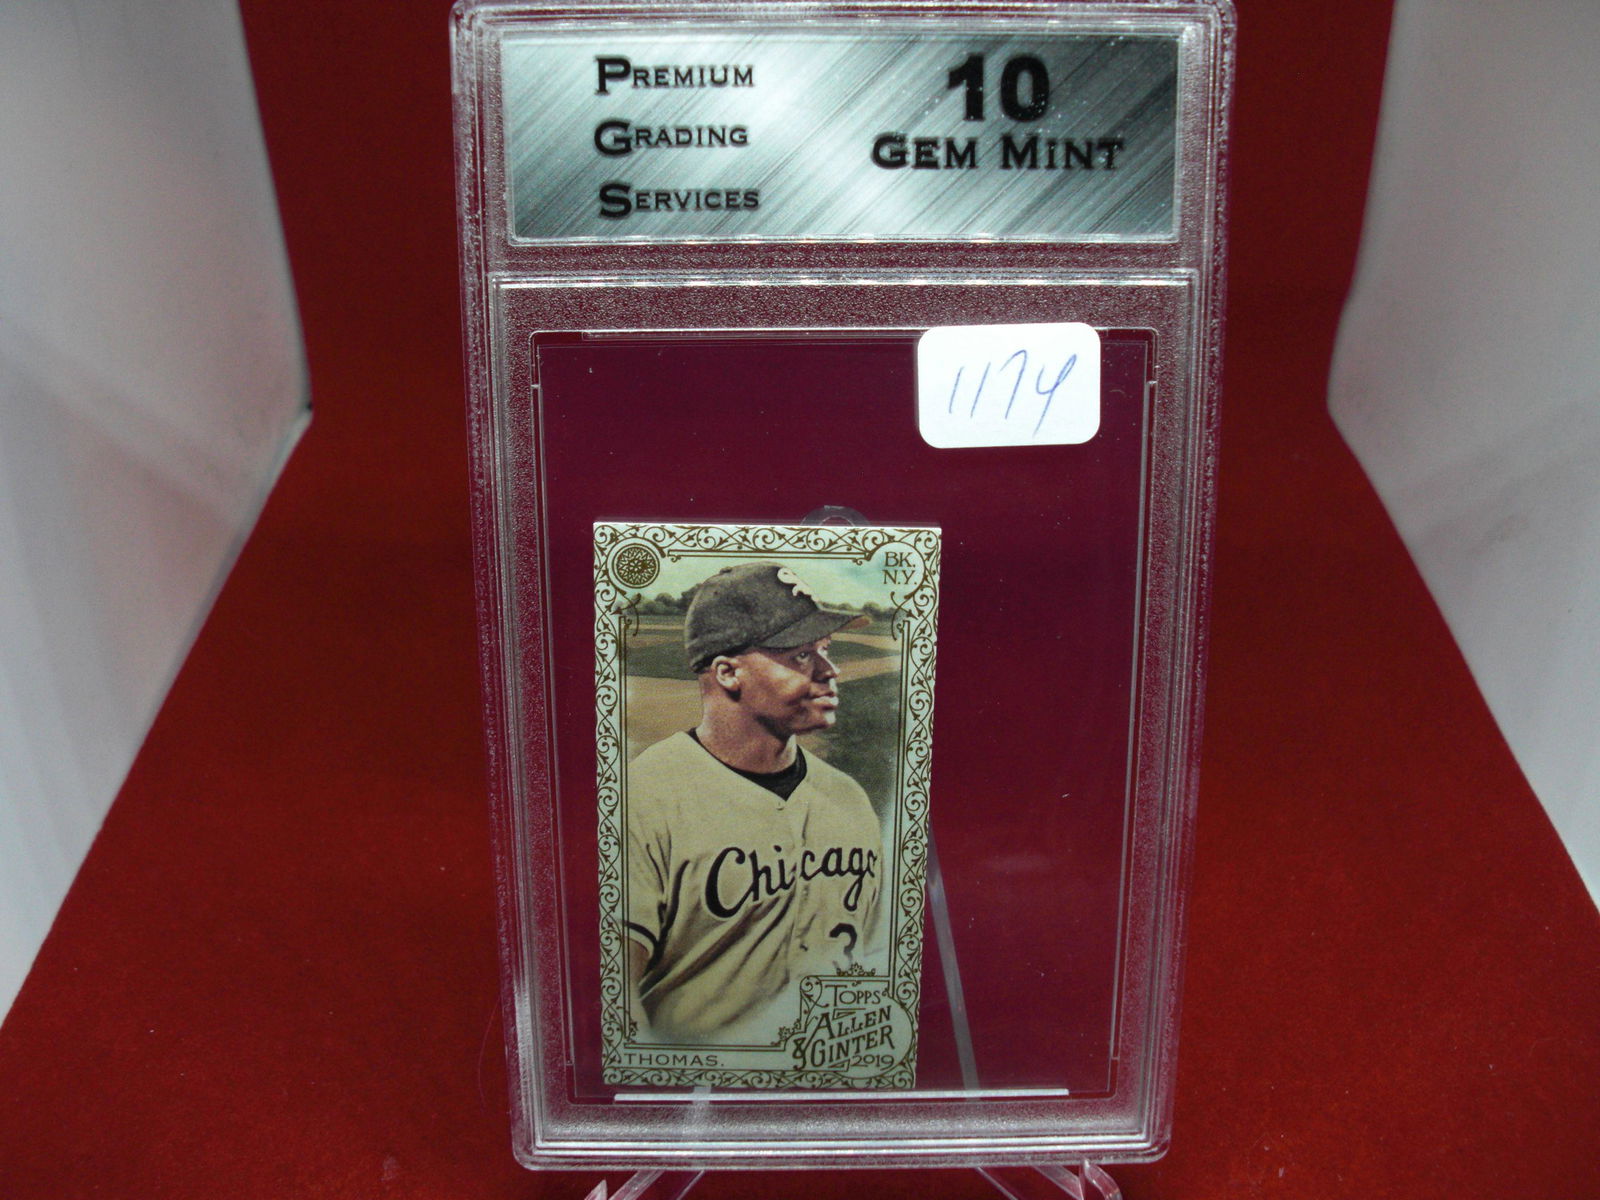 PREMIUM
GRADING
SERVICES
10
GEM MINT
1174
BK.
N.Y.
Chicago
3
TOPPS
ALLEN
& GINTER
2019
THOMAS.